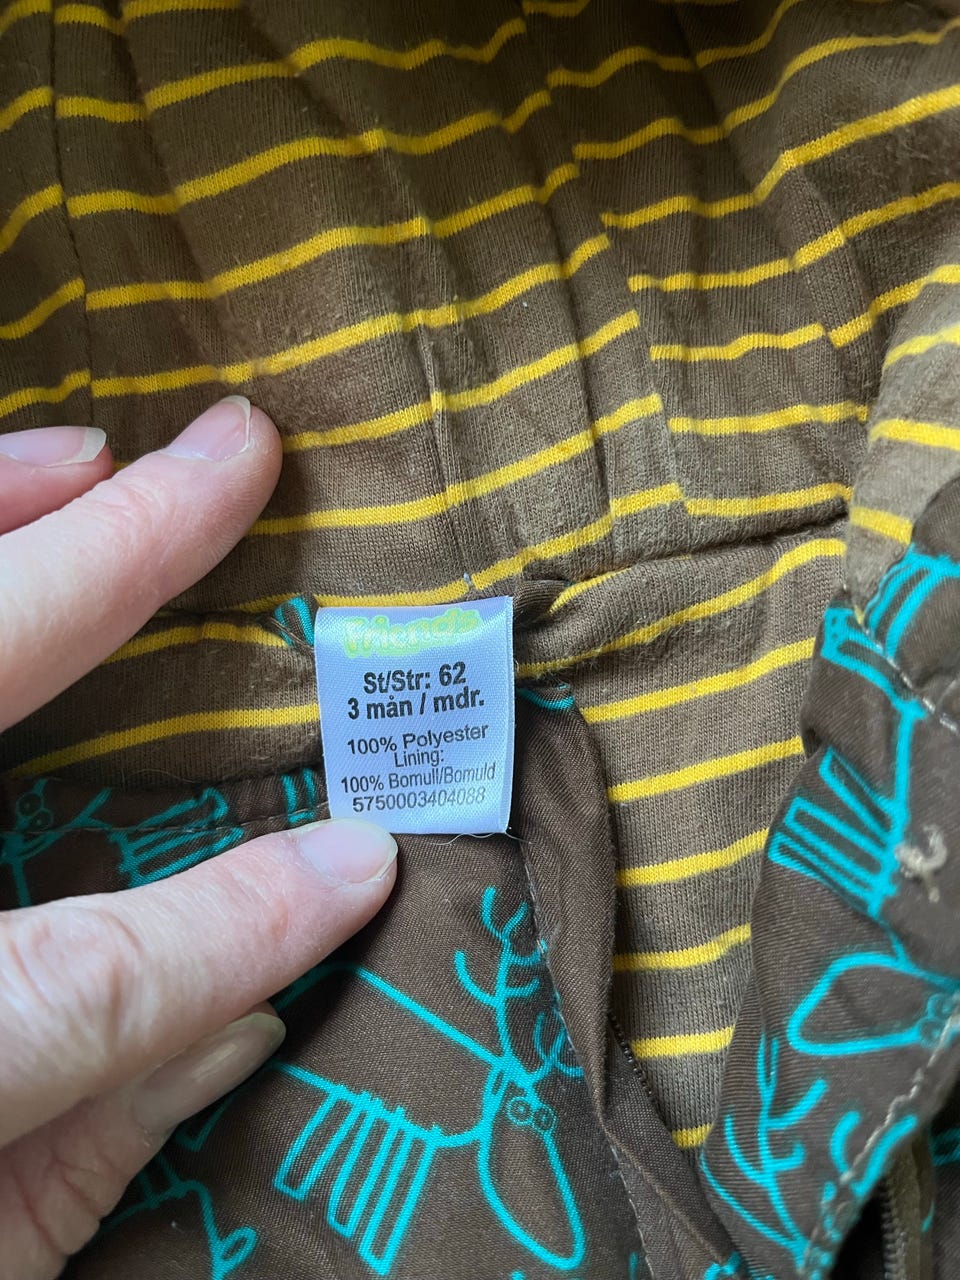 Friends
St/Str: 62
3 mån / mdr.
100% Polyester
Lining:
100% Bomull/Bomuld
5750003404088